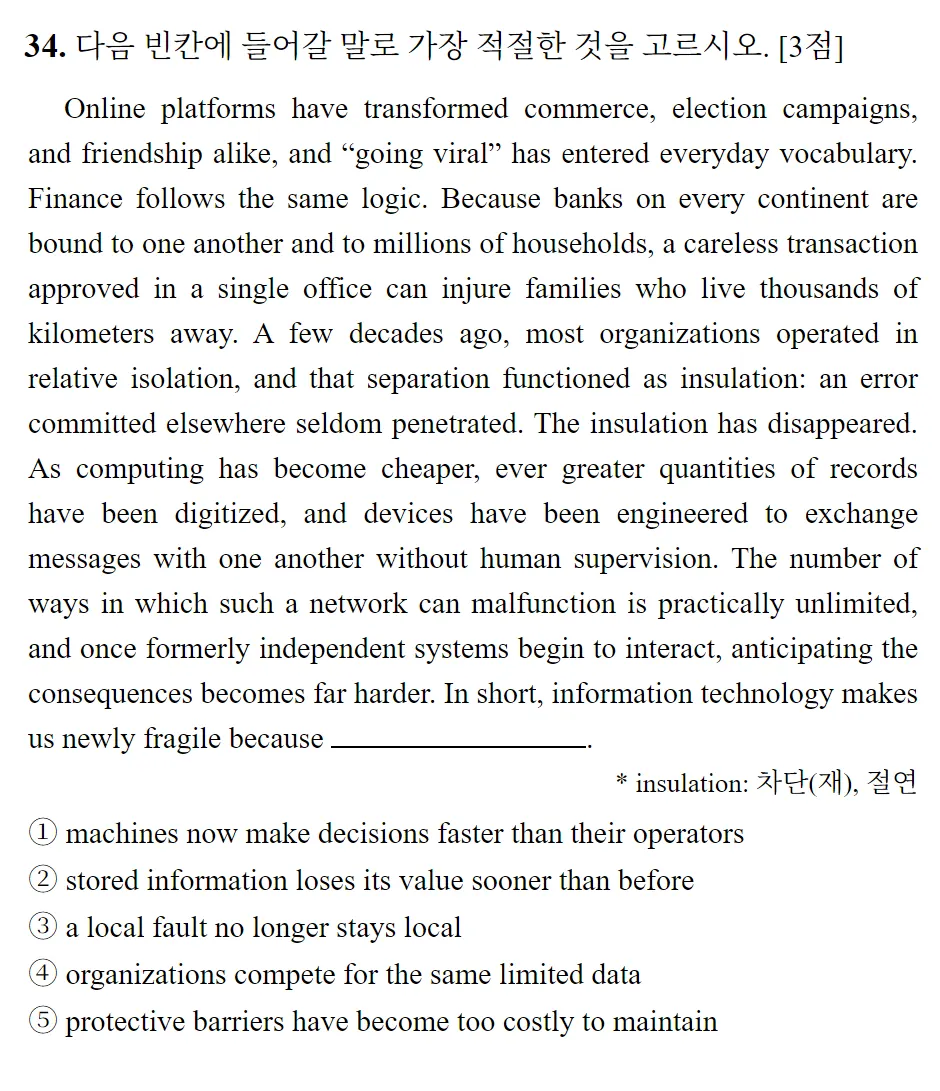 34. 다음 빈칸에 들어갈 말로 가장 적절한 것을 고르시오. [3점]
Online platforms have transformed commerce, election campaigns,
and friendship alike, and “going viral” has entered everyday vocabulary.
Finance follows the same logic. Because banks on every continent are
bound to one another and to millions of households, a careless transaction
approved in a single office can injure families who live thousands of
kilometers away. A few decades ago, most organizations operated in
relative isolation, and that separation functioned as insulation: an error
committed elsewhere seldom penetrated. The insulation has disappeared.
As computing has become cheaper, ever greater quantities of records
have been digitized, and devices have been engineered to exchange
messages with one another without human supervision. The number of
ways in which such a network can malfunction is practically unlimited,
and once formerly independent systems begin to interact, anticipating the
consequences becomes far harder. In short, information technology makes
us newly fragile because ________________.
* insulation: 차단(재), 절연
① machines now make decisions faster than their operators
② stored information loses its value sooner than before
③ a local fault no longer stays local
④ organizations compete for the same limited data
⑤ protective barriers have become too costly to maintain